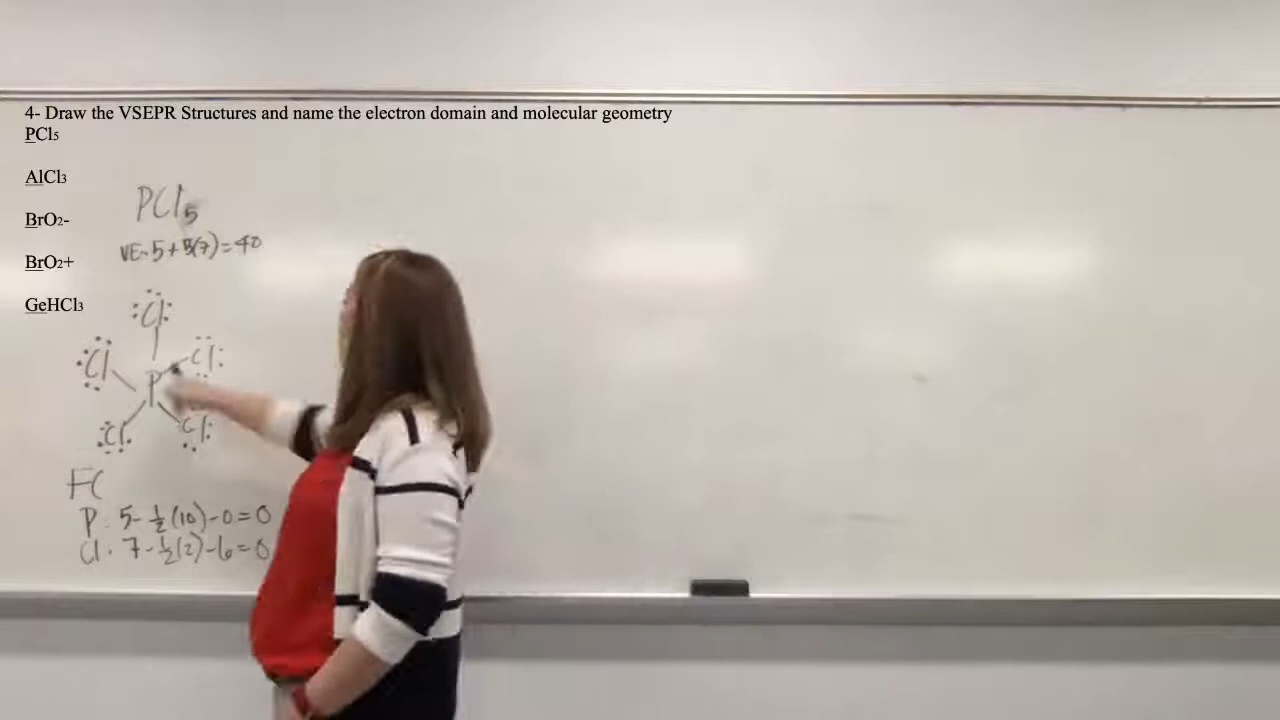 4- Draw the VSEPR Structures and name the electron domain and molecular geometry
PCl5
AlCl3
BrO2-
BrO2+
GeHCl3
PCl5
VE=5+5(7)=40
Cl
Cl
Cl
P
Cl
Cl
FC
P: 5-½(10)-0=0
Cl: 7-½(2)-6=0